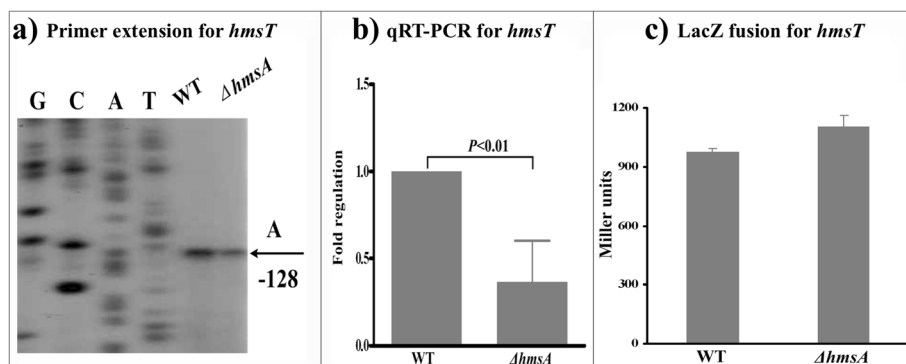 a) Primer extension for hmsT
G C A T WT ΔhmsA
A
-128
b) qRT-PCR for hmsT
Fold regulation
1.5
1.0
0.5
0.0
P<0.01
WT ΔhmsA
c) LacZ fusion for hmsT
Miller units
1200
900
600
300
0
WT ΔhmsA